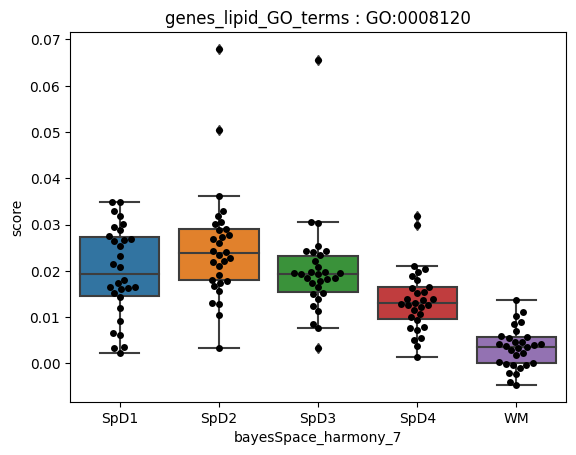 genes_lipid_GO_terms : GO:0008120
0.07
0.06
0.05
0.04
0.03
0.02
0.01
0.00
score
SpD1 SpD2 SpD3 SpD4 WM
bayesSpace_harmony_7